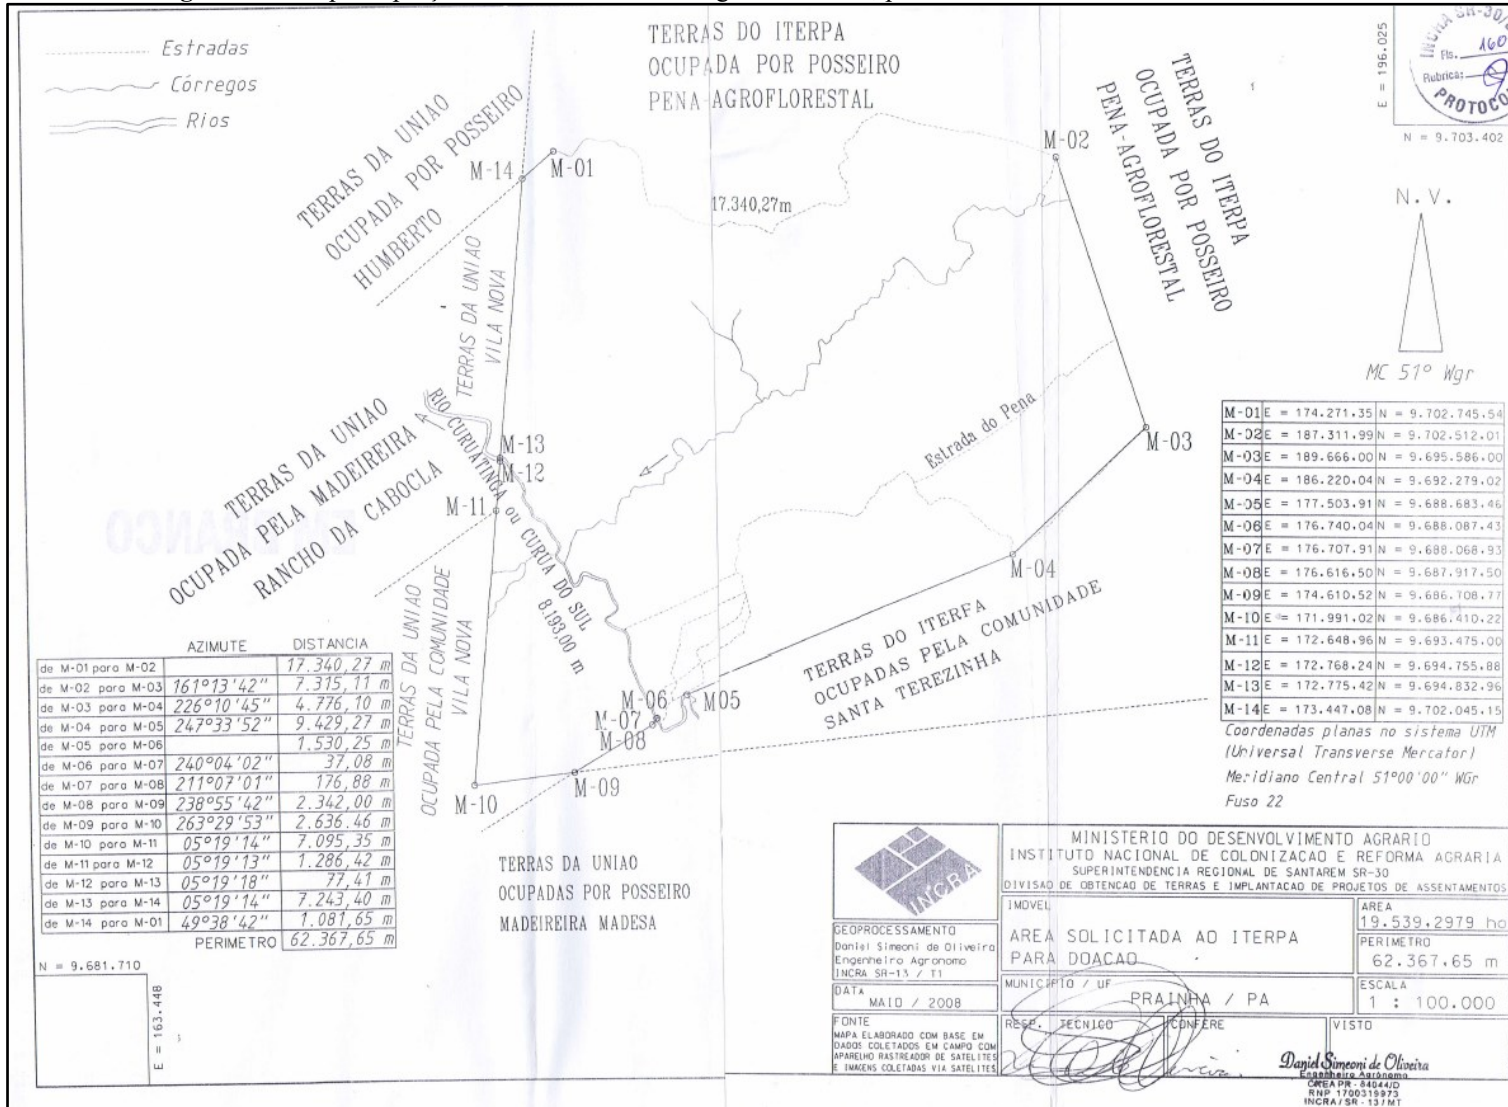 Estradas
Córregos
Rios
TERRAS DO ITERPA
OCUPADA POR POSSEIRO
PENA-AGROFLORESTAL
TERRAS DA UNIAO
OCUPADA POR POSSEIRO
HUMBERTO
TERRAS DO ITERPA
OCUPADA POR POSSEIRO
PENA-AGROFLORESTAL
E = 196.025
INCRA SR-30
Fls. 160
Rubrica:
N = 9.703.402
N.V.
MC 51° Wgr
M-14
M-01
M-02
17.340,27m
TERRAS DA UNIAO
VILA NOVA
RIO CURUATINGA ou CURUA DO SUL
8.193,00 m
M-13
M-12
M-11
Estrada do Pena
M-03
M-04
TERRAS DA UNIAO
OCUPADA PELA MADEIREIRA
RANCHO DA CABOCLA
TERRAS DA UNIAO
OCUPADA PELA COMUNIDADE
VILA NOVA
TERRAS DO ITERFA
OCUPADAS PELA COMUNIDADE
SANTA TEREZINHA
M-06
M05
M-07
M-08
M-09
M-10
TERRAS DA UNIAO
OCUPADAS POR POSSEIRO
MADEIREIRA MADESA
M-01 E = 174.271,35 N = 9.702.745.54
M-02 E = 187.311,99 N = 9.702.512.01
M-03 E = 189.666.00 N = 9.695.586.00
M-04 E = 186.220.04 N = 9.692.279.02
M-05 E = 177.503.91 N = 9.688.683.46
M-06 E = 176.740.04 N = 9.688.087.43
M-07 E = 176.707.91 N = 9.688.068.93
M-08 E = 176.616.50 N = 9.687.917.50
M-09 E = 174.610.52 N = 9.686.708.77
M-10 E = 171.991.02 N = 9.686.410.22
M-11 E = 172.648.96 N = 9.693.475.00
M-12 E = 172.768.24 N = 9.694.755.88
M-13 E = 172.775.42 N = 9.694.832.96
M-14 E = 173.447.08 N = 9.702.045.15
Coordenadas planas no sistema UTM
(Universal Transverse Mercator)
Meridiano Central 51°00'00" WGr
Fuso 22
AZIMUTE DISTANCIA
de M-01 para M-02 17.340,27 m
de M-02 para M-03 161°13'42" 7.315,11 m
de M-03 para M-04 226°10'45" 4.776,10 m
de M-04 para M-05 247°33'52" 9.429,27 m
de M-05 para M-06 1.530,25 m
de M-06 para M-07 240°04'02" 37,08 m
de M-07 para M-08 211°07'01" 176,88 m
de M-08 para M-09 238°55'42" 2.342,00 m
de M-09 para M-10 263°29'53" 2.636.46 m
de M-10 para M-11 05°19'14" 7.095,35 m
de M-11 para M-12 05°19'13" 1.286,42 m
de M-12 para M-13 05°19'18" 77,41 m
de M-13 para M-14 05°19'14" 7.243,40 m
de M-14 para M-01 49°38'42" 1.081,65 m
PERIMETRO 62.367,65 m
N = 9.681.710
E = 163.448
INCRA
MINISTERIO DO DESENVOLVIMENTO AGRARIO
INSTITUTO NACIONAL DE COLONIZACAO E REFORMA AGRARIA
SUPERINTENDENCIA REGIONAL DE SANTAREM SR-30
DIVISAO DE OBTENCAO DE TERRAS E IMPLANTACAO DE PROJETOS DE ASSENTAMENTOS
GEOPROCESSAMENTO
Daniel Simeoni de Oliveira
Engenheiro Agronomo
INCRA SR-13 / T1
IMOVEL
AREA SOLICITADA AO ITERPA
PARA DOACAO
AREA
19.539,2979 ha
PERIMETRO
62.367,65 m
DATA
MAIO / 2008
MUNICIPIO / UF
PRAINHA / PA
ESCALA
1 : 100.000
FONTE
MAPA ELABORADO COM BASE EM
DADOS COLETADOS EM CAMPO COM
APARELHO RASTREADOR DE SATELITES
E IMAGENS COLETADAS VIA SATELITES
RESP. TECNICO
CONFERE
VISTO
Daniel Simeoni de Oliveira
Engenheiro Agrônomo
CREA PR - 84044/D
RNP 1700319973
INCRA / SR - 13 / MT